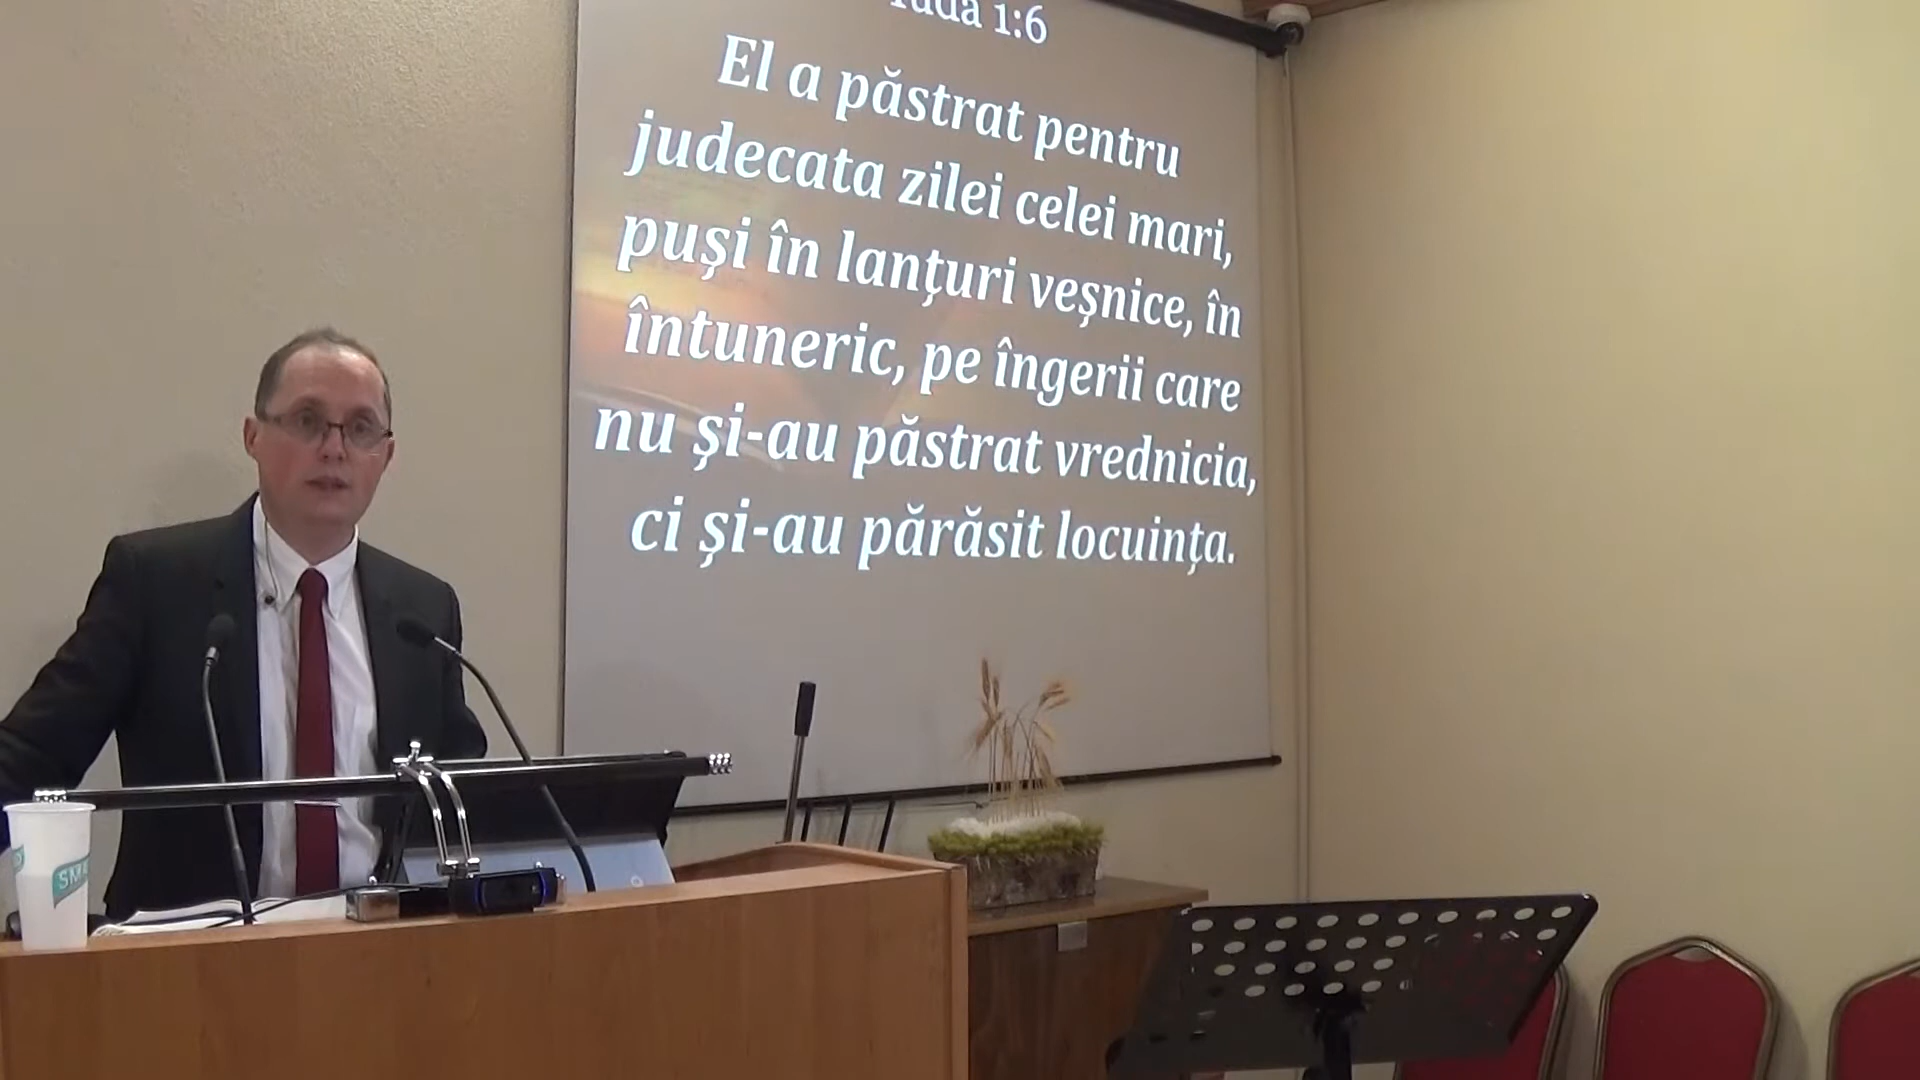 Iuda 1:6
El a păstrat pentru
judecata zilei celei mari,
puşi în lanţuri veşnice, în
întuneric, pe îngerii care
nu şi-au păstrat vrednicia,
ci şi-au părăsit locuinţa.